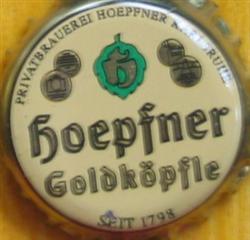 PRIVATBRAUEREI HOEPFNER KARLSRUHE
h
hoepfner
Goldköpfle
SEIT 1798